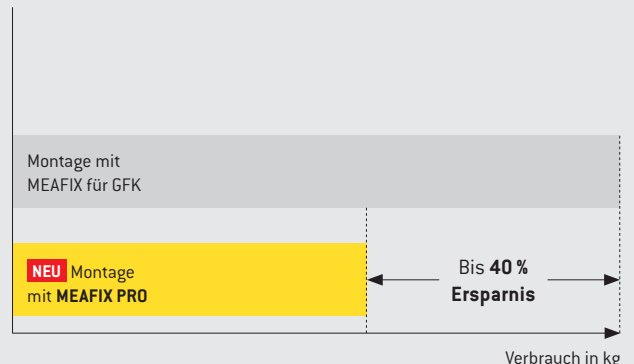 Montage mit
MEAFIX für GFK
NEU Montage
mit MEAFIX PRO
Bis 40 %
Ersparnis
Verbrauch in kg